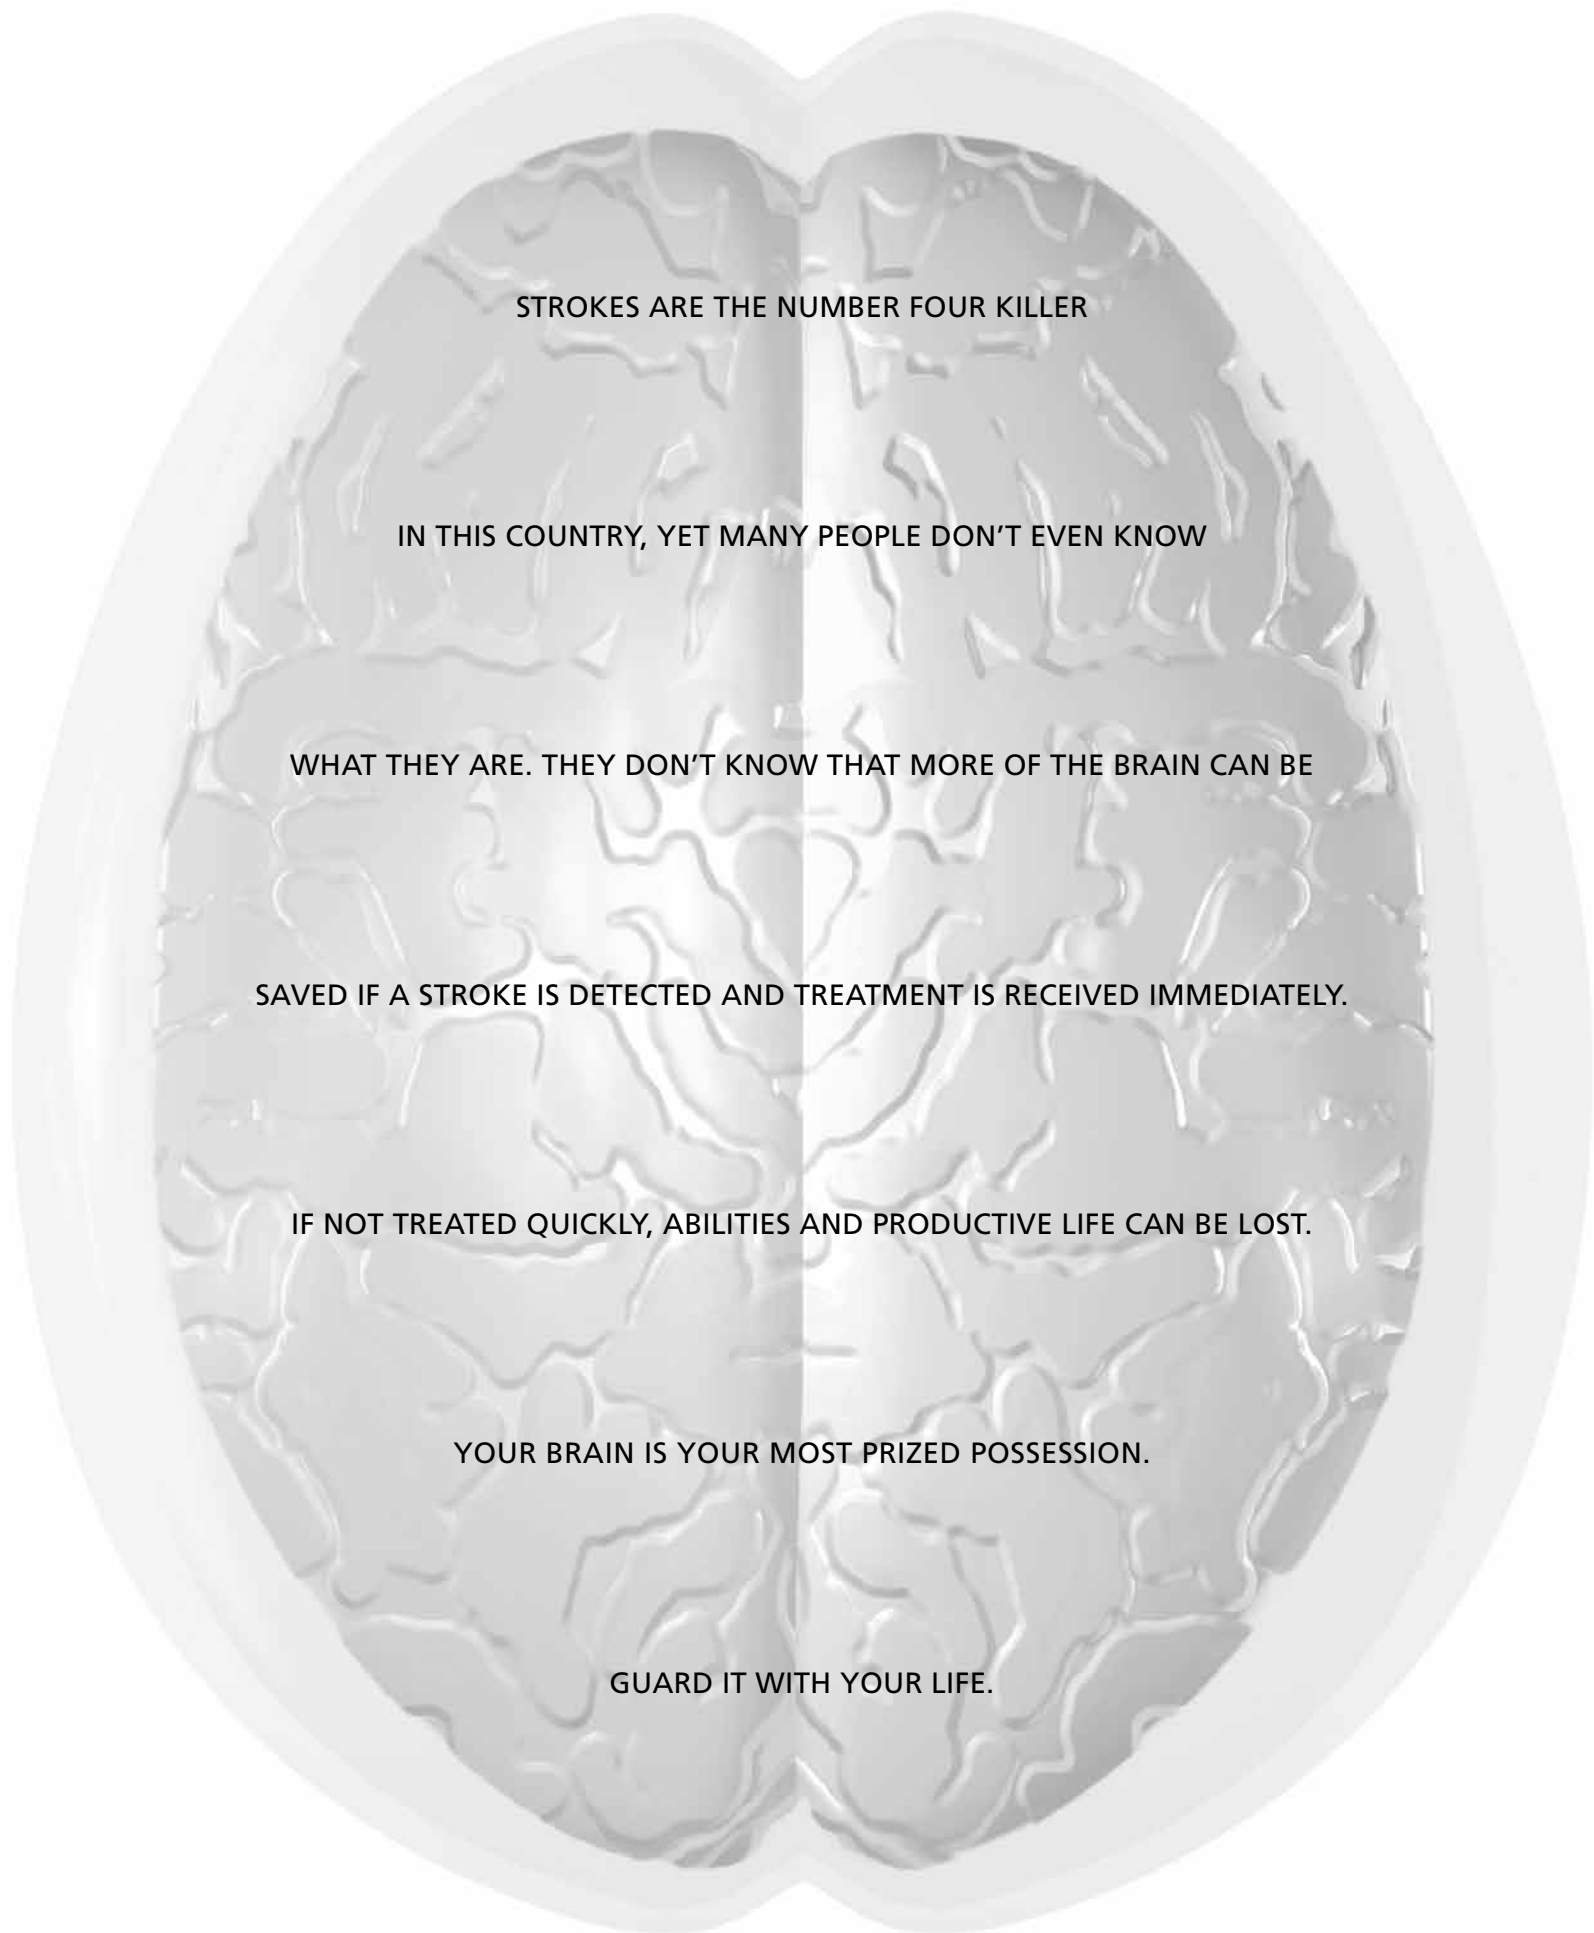 STROKES ARE THE NUMBER FOUR KILLER
IN THIS COUNTRY, YET MANY PEOPLE DON’T EVEN KNOW
WHAT THEY ARE. THEY DON’T KNOW THAT MORE OF THE BRAIN CAN BE
SAVED IF A STROKE IS DETECTED AND TREATMENT IS RECEIVED IMMEDIATELY.
IF NOT TREATED QUICKLY, ABILITIES AND PRODUCTIVE LIFE CAN BE LOST.
YOUR BRAIN IS YOUR MOST PRIZED POSSESSION.
GUARD IT WITH YOUR LIFE.